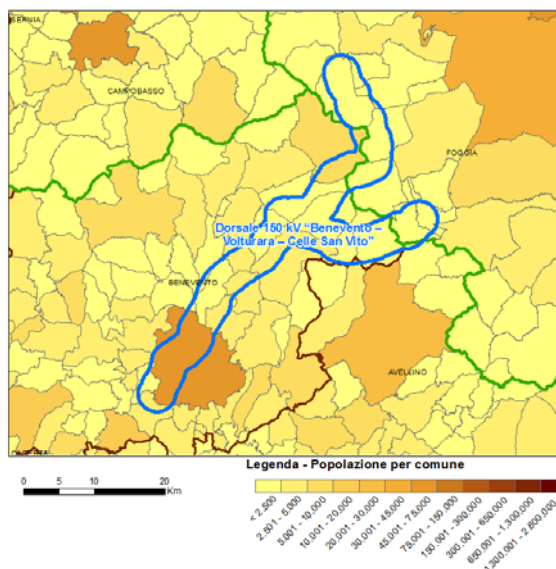 SERNIA
CAMPOBASSO
FOGGIA
Dorsale 150 kV "Benevento –
Volturara – Celle San Vito"
BENEVENTO
AVELLINO
Legenda - Popolazione per comune
0 5 10 20
Km
< 2.500
2.501 - 5.000
5.001 - 10.000
10.001 - 20.000
20.001 - 30.000
30.001 - 45.000
45.001 - 75.000
75.001 - 150.000
150.001 - 300.000
300.001 - 650.000
650.001 - 1.300.000
1.300.001 - 2.600.000